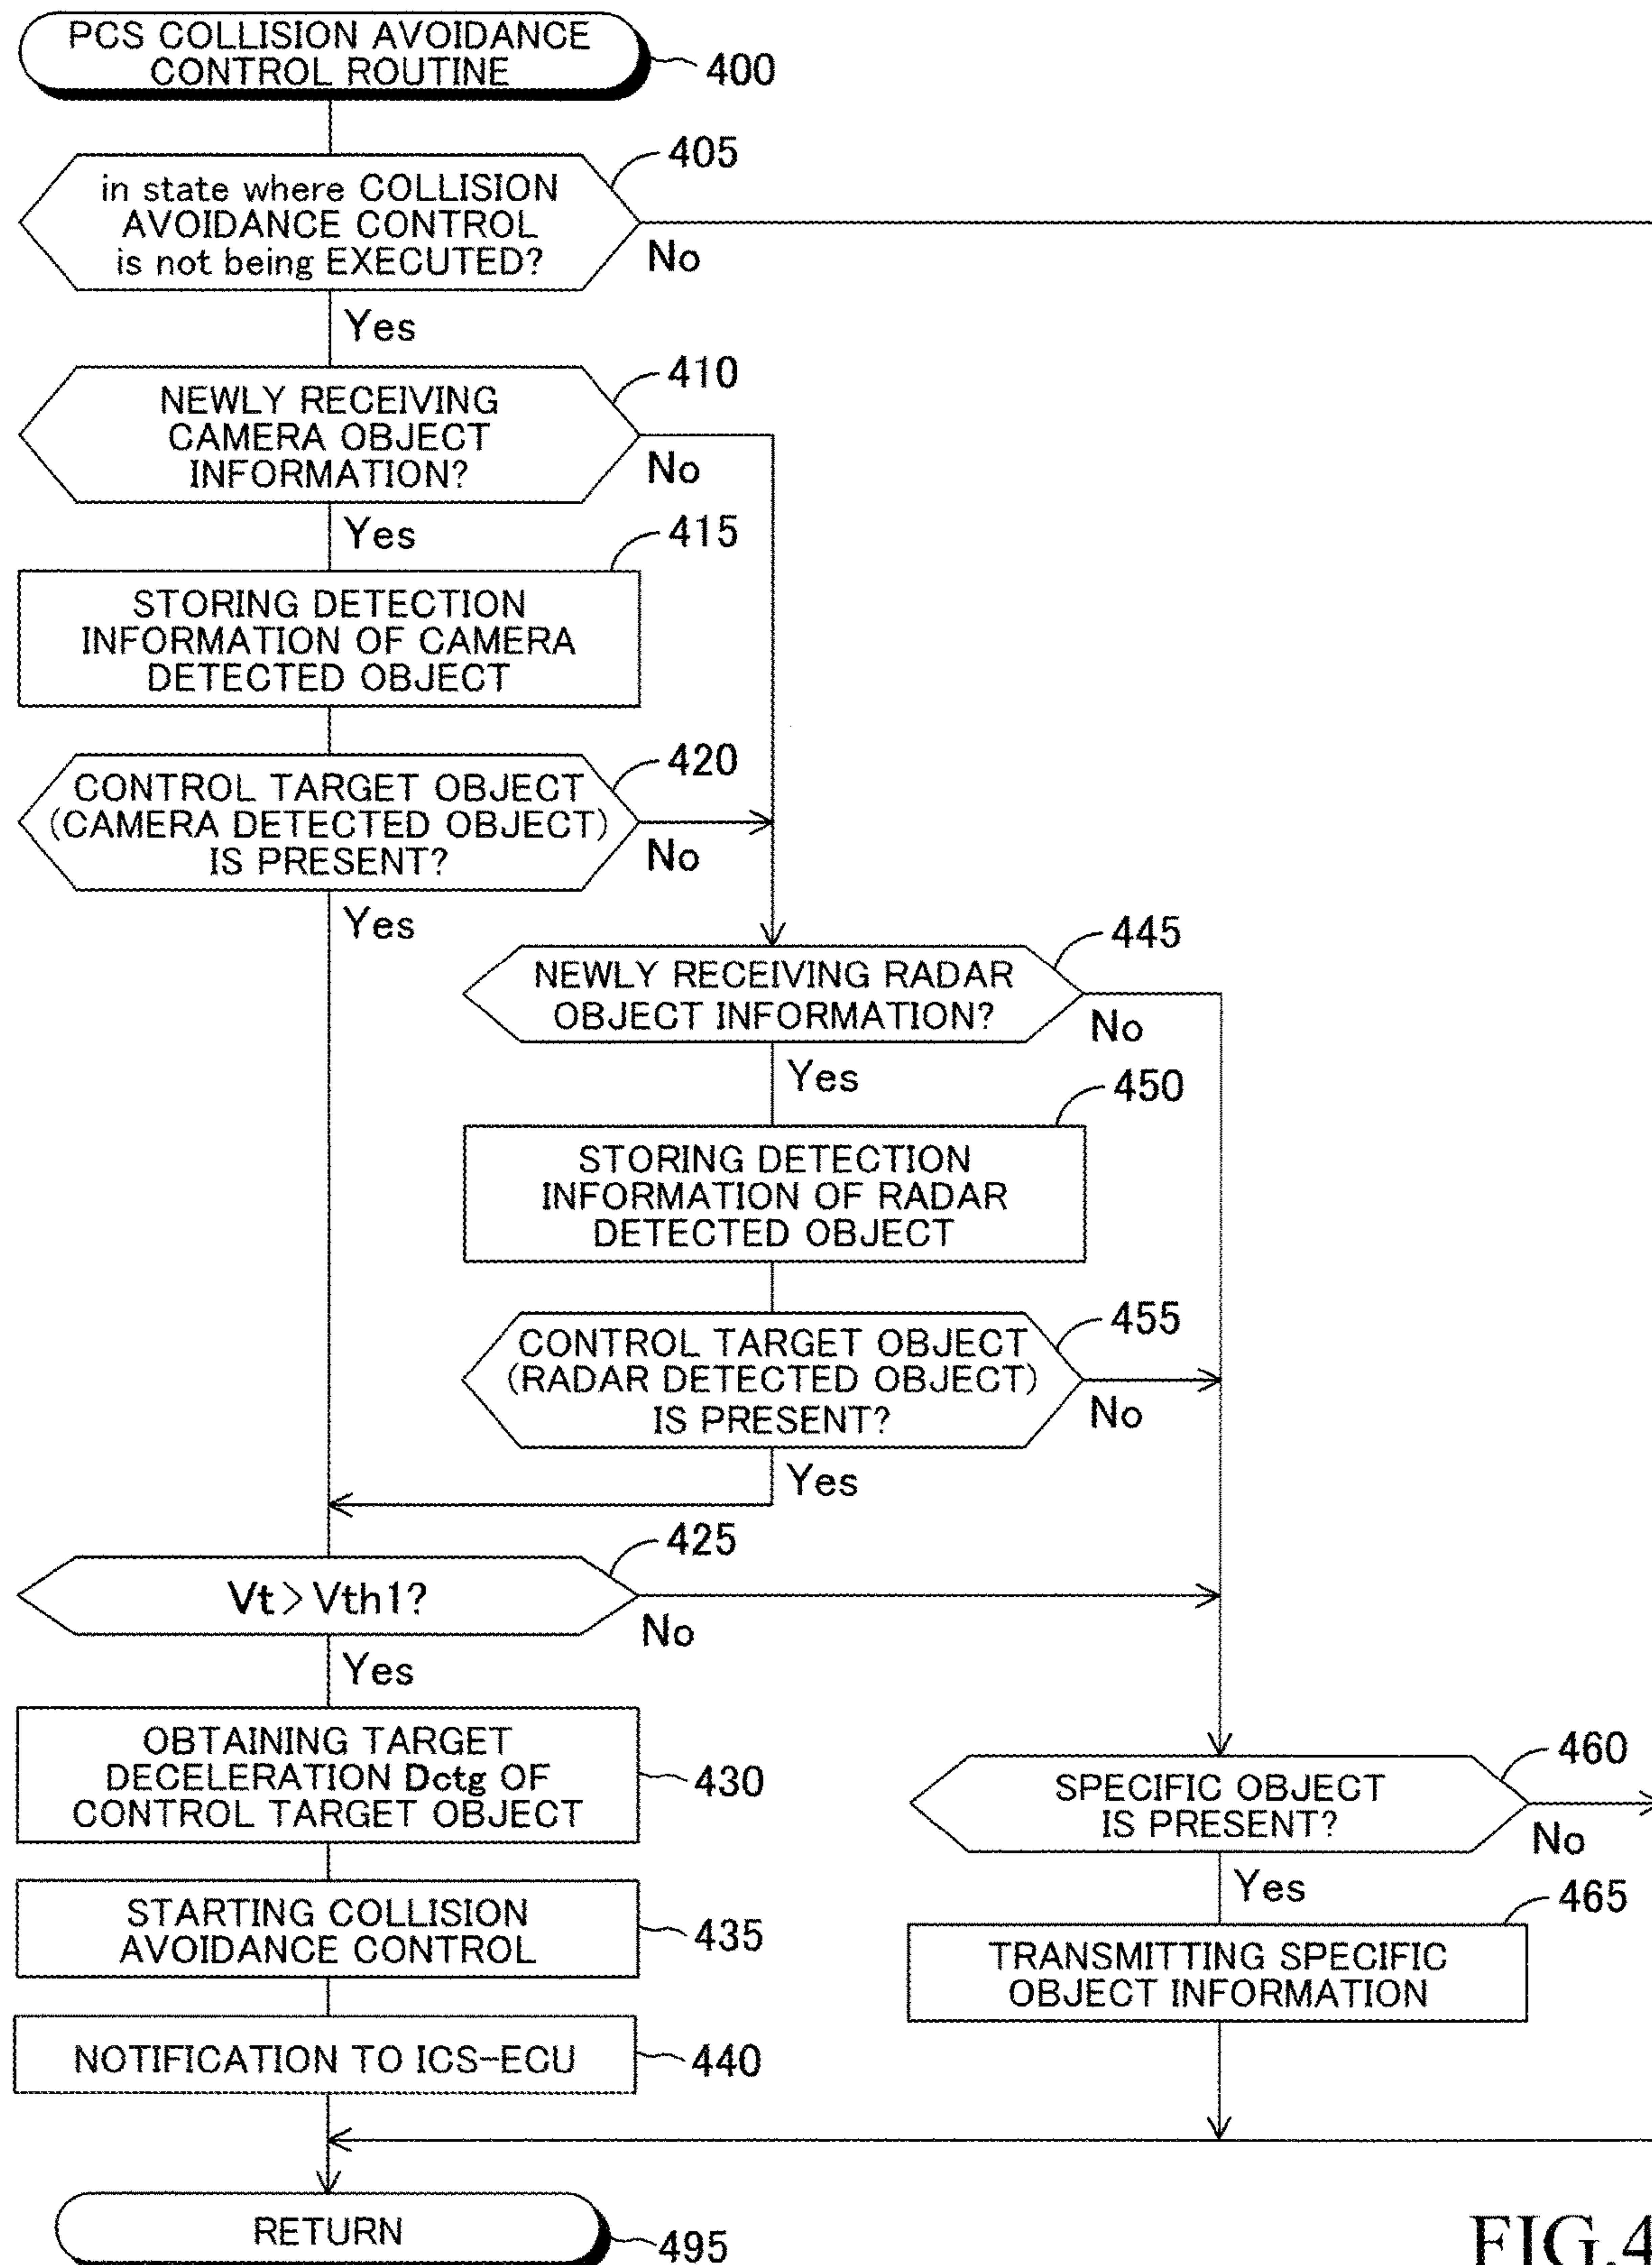 PCS COLLISION AVOIDANCE
CONTROL ROUTINE
400
405
in state where COLLISION
AVOIDANCE CONTROL
is not being EXECUTED?
No
Yes
410
NEWLY RECEIVING
CAMERA OBJECT
INFORMATION?
No
Yes
415
STORING DETECTION
INFORMATION OF CAMERA
DETECTED OBJECT
420
CONTROL TARGET OBJECT
(CAMERA DETECTED OBJECT)
IS PRESENT?
No
Yes
445
NEWLY RECEIVING RADAR
OBJECT INFORMATION?
No
Yes
450
STORING DETECTION
INFORMATION OF RADAR
DETECTED OBJECT
455
CONTROL TARGET OBJECT
(RADAR DETECTED OBJECT)
IS PRESENT?
No
Yes
425
Vt > Vth1?
No
Yes
OBTAINING TARGET
DECELERATION Dctg OF
CONTROL TARGET OBJECT
430
460
SPECIFIC OBJECT
IS PRESENT?
No
Yes
STARTING COLLISION
AVOIDANCE CONTROL
435
465
TRANSMITTING SPECIFIC
OBJECT INFORMATION
NOTIFICATION TO ICS-ECU
440
RETURN
495
FIG.4